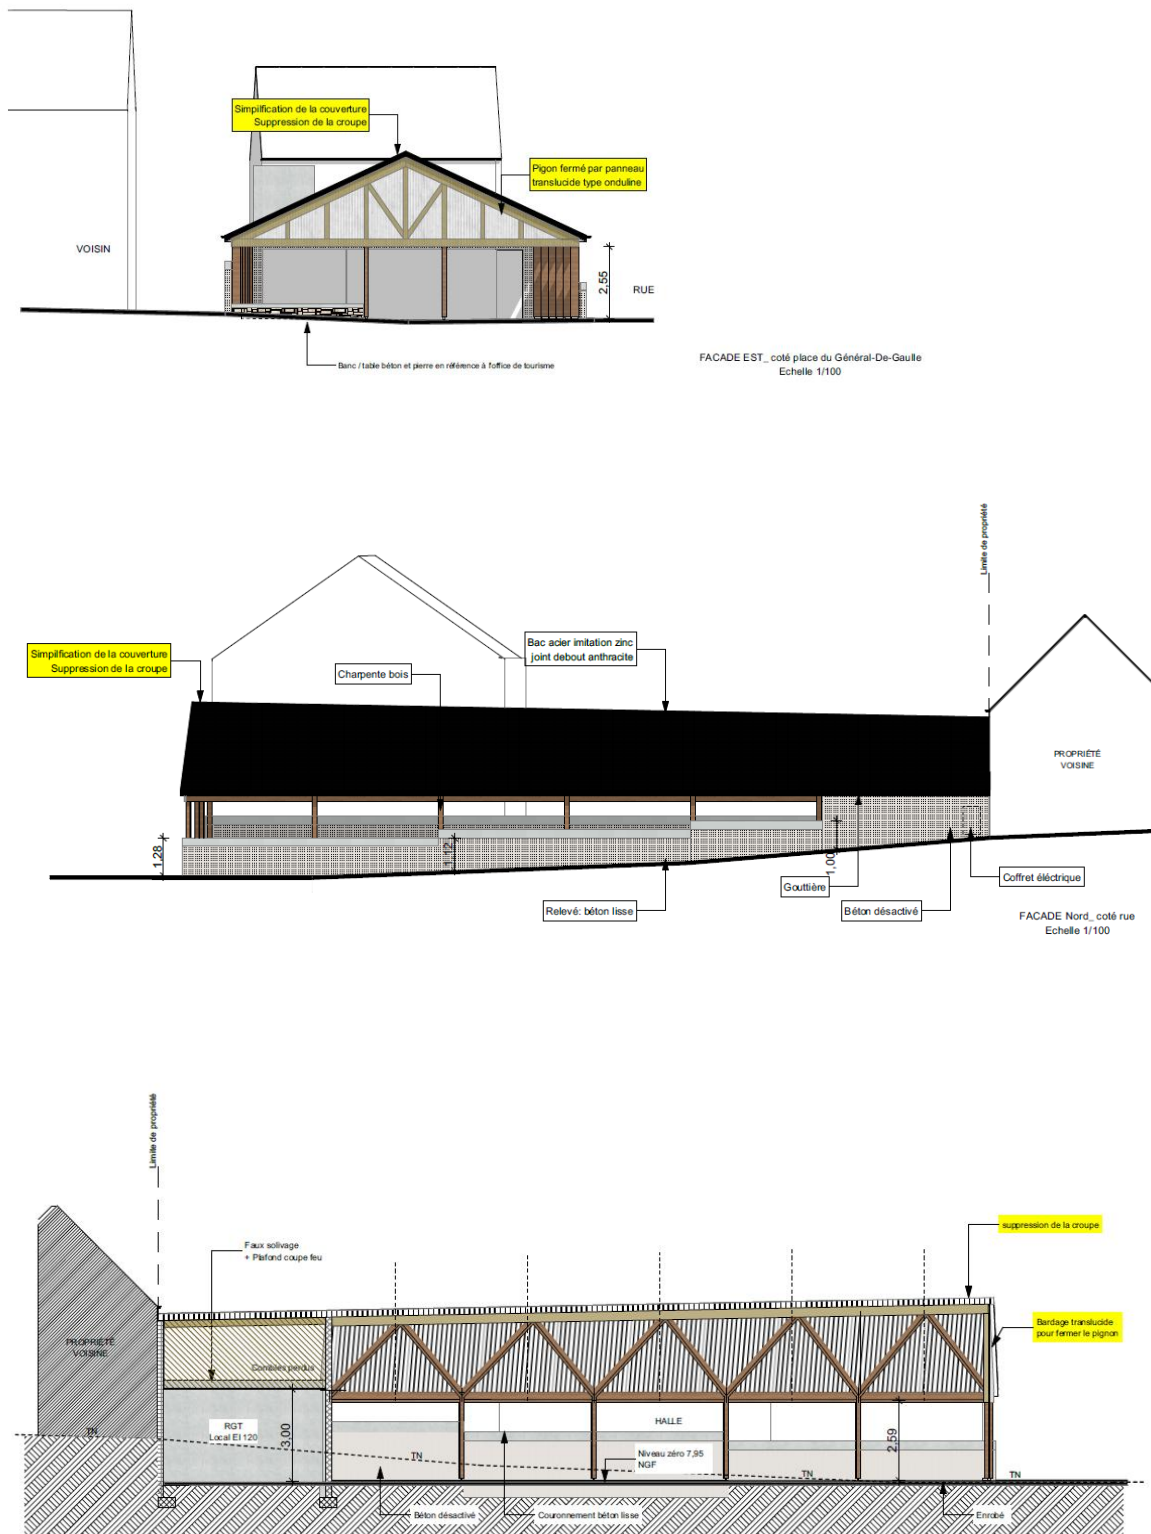 Simpilfication de la couverture
Suppression de la croupe
Pigon fermé par panneau
translucide type onduline
VOISIN
2,55
RUE
Banc / table béton et pierre en référence à l'office de tourisme
FACADE EST_ coté place du Général-De-Gaulle
Echelle 1/100
Limite de propriété
Simpilfication de la couverture
Suppression de la croupe
Charpente bois
Bac acier imitation zinc
joint debout anthracite
PROPRIÉTÉ
VOISINE
1,28
1,12
1,00
Gouttière
Coffret éléctrique
Relevé: béton lisse
Béton désactivé
FACADE Nord_ coté rue
Echelle 1/100
Limite de propriété
suppression de la croupe
Faux solivage
+ Plafond coupe feu
Bardage translucide
pour fermer le pignon
PROPRIÉTÉ
VOISINE
Combles perdus
RGT
Local EI 120
3,00
HALLE
2,59
TN
TN
Niveau zéro 7,95
NGF
TN
TN
Béton désactivé
Couronnement béton lisse
Enrobé